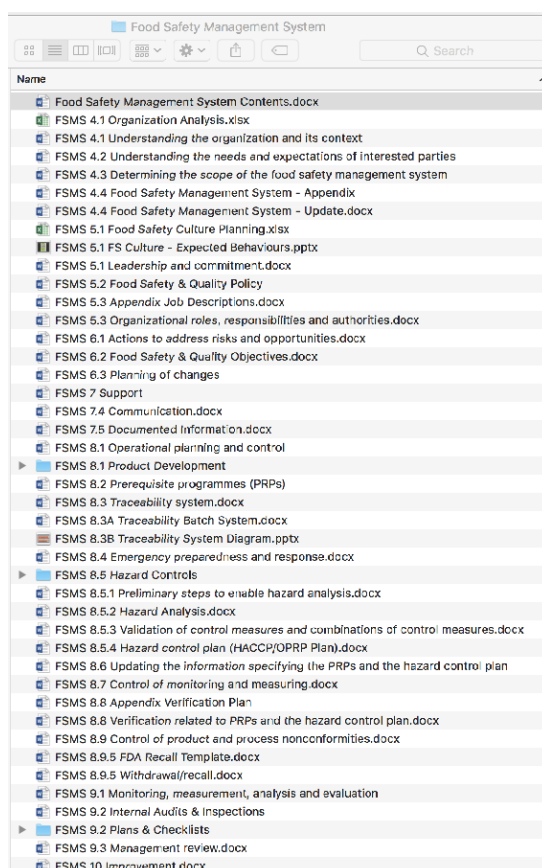 Food Safety Management System
Search
Name
Food Safety Management System Contents.docx
FSMS 4.1 Organization Analysis.xlsx
FSMS 4.1 Understanding the organization and its context
FSMS 4.2 Understanding the needs and expectations of interested parties
FSMS 4.3 Determining the scope of the food safety management system
FSMS 4.4 Food Safety Management System - Appendix
FSMS 4.4 Food Safety Management System - Update.docx
FSMS 5.1 Food Safety Culture Planning.xlsx
FSMS 5.1 FS Culture - Expected Behaviours.pptx
FSMS 5.1 Leadership and commitment.docx
FSMS 5.2 Food Safety & Quality Policy
FSMS 5.3 Appendix Job Descriptions.docx
FSMS 5.3 Organizational roles, responsibilities and authorities.docx
FSMS 6.1 Actions to address risks and opportunities.docx
FSMS 6.2 Food Safety & Quality Objectives.docx
FSMS 6.3 Planning of changes
FSMS 7 Support
FSMS 7.4 Communication.docx
FSMS 7.5 Documented Information.docx
FSMS 8.1 Operational planning and control
FSMS 8.1 Product Development
FSMS 8.2 Prerequisite programmes (PRPs)
FSMS 8.3 Traceability system.docx
FSMS 8.3A Traceability Batch System.docx
FSMS 8.3B Traceability System Diagram.pptx
FSMS 8.4 Emergency preparedness and response.docx
FSMS 8.5 Hazard Controls
FSMS 8.5.1 Preliminary steps to enable hazard analysis.docx
FSMS 8.5.2 Hazard Analysis.docx
FSMS 8.5.3 Validation of control measures and combinations of control measures.docx
FSMS 8.5.4 Hazard control plan (HACCP/OPRP Plan).docx
FSMS 8.6 Updating the information specifying the PRPs and the hazard control plan
FSMS 8.7 Control of monitoring and measuring.docx
FSMS 8.8 Appendix Verification Plan
FSMS 8.8 Verification related to PRPs and the hazard control plan.docx
FSMS 8.9 Control of product and process nonconformities.docx
FSMS 8.9.5 FDA Recall Template.docx
FSMS 8.9.5 Withdrawal/recall.docx
FSMS 9.1 Monitoring, measurement, analysis and evaluation
FSMS 9.2 Internal Audits & Inspections
FSMS 9.2 Plans & Checklists
FSMS 9.3 Management review.docx
FSMS 10 Improvement.docx